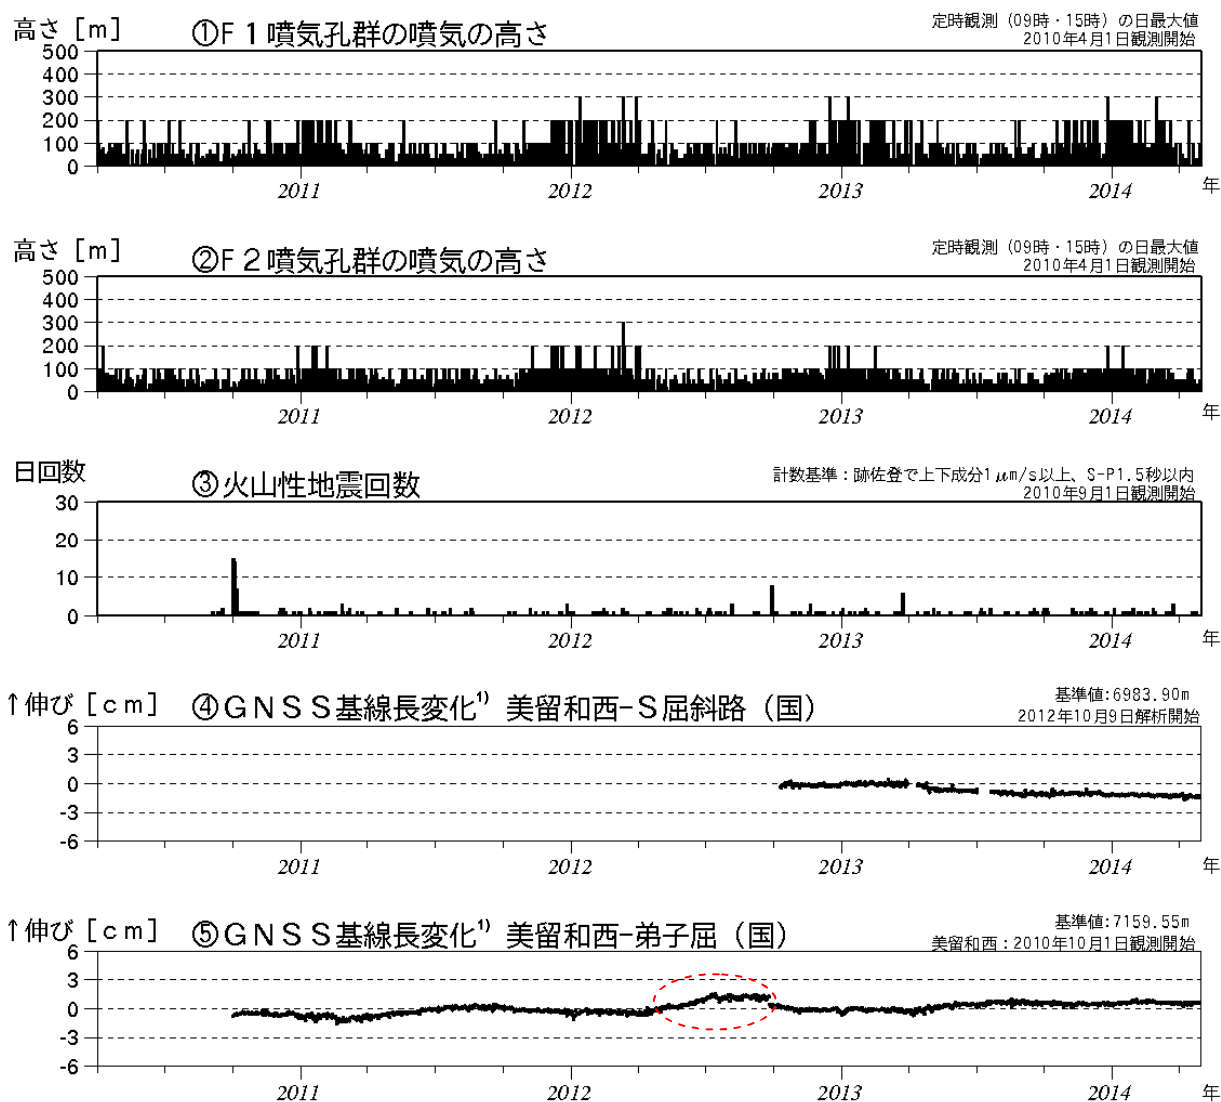 高さ [m]
①F1噴気孔群の噴気の高さ
定時観測（09時・15時）の日最大値
2010年4月1日観測開始
500
400
300
200
100
0
2011
2012
2013
2014
年
高さ [m]
②F2噴気孔群の噴気の高さ
定時観測（09時・15時）の日最大値
2010年4月1日観測開始
500
400
300
200
100
0
2011
2012
2013
2014
年
日回数
③火山性地震回数
計数基準：跡佐登で上下成分1μm/s以上、S-P1.5秒以内
2010年9月1日観測開始
30
20
10
0
2011
2012
2013
2014
年
↑伸び [cm]
④GNSS基線長変化1) 美留和西-S屈斜路（国）
基準値:6983.90m
2012年10月9日解析開始
6
3
0
-3
-6
2011
2012
2013
2014
年
↑伸び [cm]
⑤GNSS基線長変化1) 美留和西-弟子屈（国）
基準値:7159.55m
美留和西：2010年10月1日観測開始
6
3
0
-3
-6
2011
2012
2013
2014
年